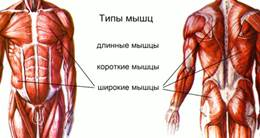 Типы мышц
длинные мышцы
короткие мышцы
широкие мышцы